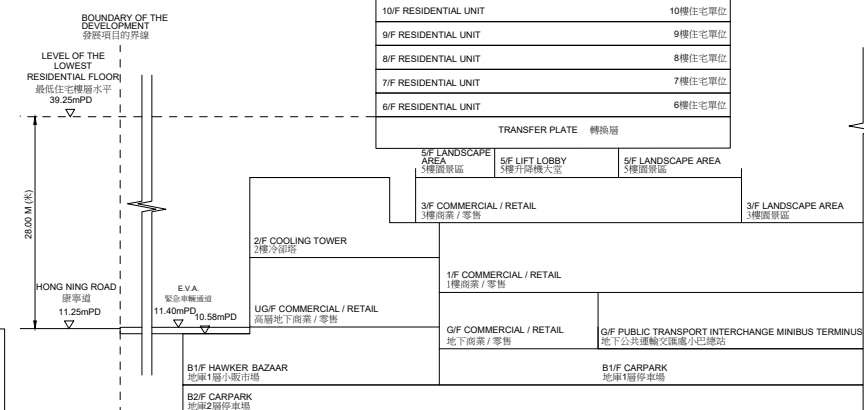 10/F RESIDENTIAL UNIT 10樓住宅單位
9/F RESIDENTIAL UNIT 9樓住宅單位
8/F RESIDENTIAL UNIT 8樓住宅單位
7/F RESIDENTIAL UNIT 7樓住宅單位
6/F RESIDENTIAL UNIT 6樓住宅單位
TRANSFER PLATE 轉換層
BOUNDARY OF THE
DEVELOPMENT
發展項目的界線
LEVEL OF THE
LOWEST
RESIDENTIAL FLOOR
最低住宅樓層水平
39.25mPD
28.00 M (米)
5/F LANDSCAPE
AREA
5樓園景區
5/F LIFT LOBBY
5樓升降機大堂
5/F LANDSCAPE AREA
5樓園景區
3/F COMMERCIAL / RETAIL
3樓商業 / 零售
3/F LANDSCAPE AREA
3樓園景區
2/F COOLING TOWER
2樓冷卻塔
1/F COMMERCIAL / RETAIL
1樓商業 / 零售
HONG NING ROAD
康寧道
11.25mPD
E.V.A.
緊急車輛通道
11.40mPD
10.58mPD
UG/F COMMERCIAL / RETAIL
高層地下商業 / 零售
G/F COMMERCIAL / RETAIL
地下商業 / 零售
G/F PUBLIC TRANSPORT INTERCHANGE MINIBUS TERMINUS
地下公共運輸交匯處小巴總站
B1/F HAWKER BAZAAR
地庫1層小販市場
B1/F CARPARK
地庫1層停車場
B2/F CARPARK
地庫2層停車場